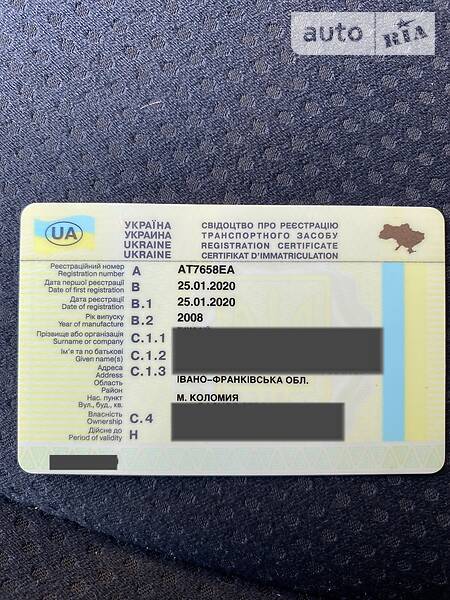 auto RIA
UA
УКРАЇНА
УКРАИНА
UKRAINE
UKRAINE
СВІДОЦТВО ПРО РЕЄСТРАЦІЮ
ТРАНСПОРТНОГО ЗАСОБУ
REGISTRATION CERTIFICATE
CERTIFIKAT D'IMMATRICULATION
Реєстраційний номер
Registration number A AT7658EA
Дата першої реєстрації
Date of first registration B 25.01.2020
Дата реєстрації
Date of registration B.1 25.01.2020
Рік випуску
Year of manufacture B.2 2008
Прізвище або організація
Surname or company C.1.1
Ім'я та по батькові
Given name(s) C.1.2
Адреса
Address C.1.3
Область ІВАНО-ФРАНКІВСЬКА ОБЛ.
Район
Нас. пункт М. КОЛОМИЯ
Вул., буд., кв.
Власність
Ownership C.4
Дійсне до
Period of validity H